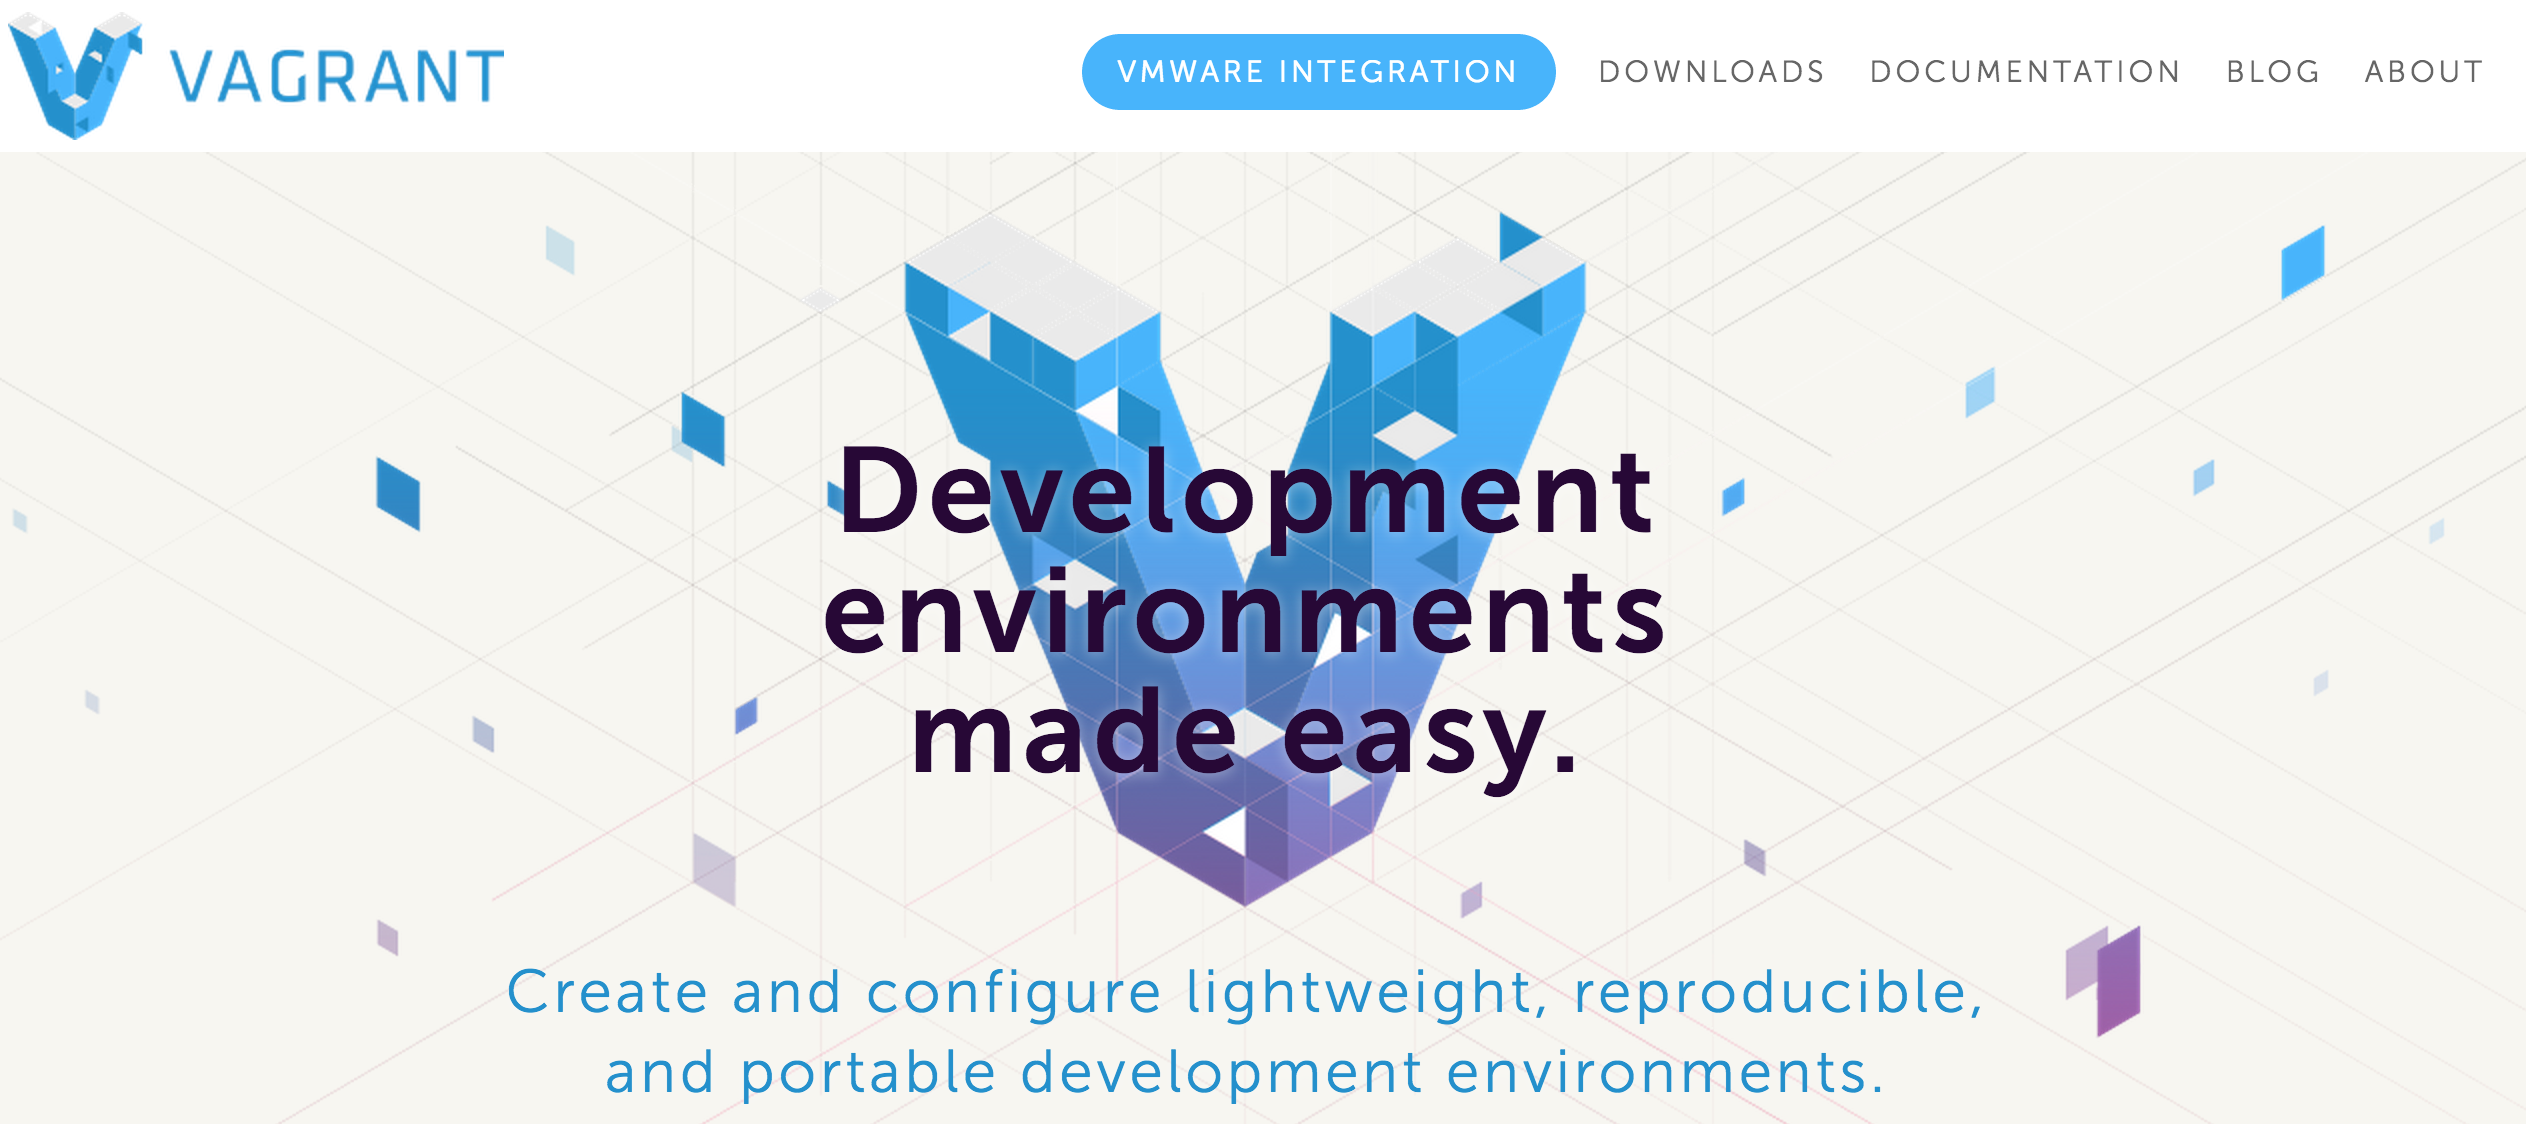 VAGRANT
VMWARE INTEGRATION DOWNLOADS DOCUMENTATION BLOG ABOUT
Development
environments
made easy.
Create and configure lightweight, reproducible,
and portable development environments.